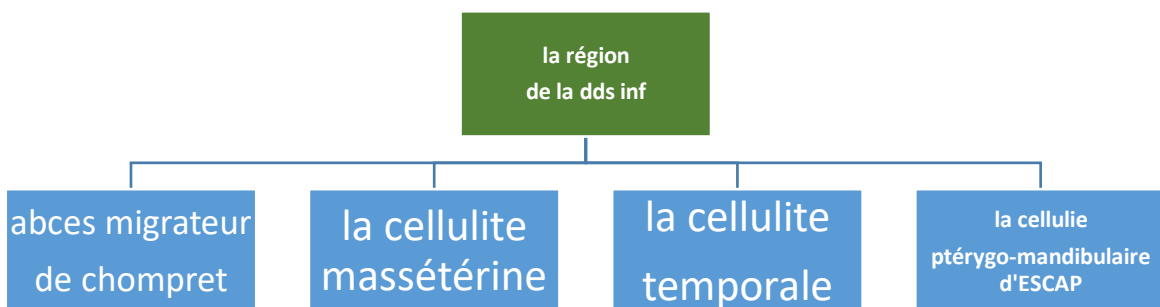 la région
de la dds inf
abces migrateur
de chompret
la cellulite
massétérine
la cellulite
temporale
la cellulie
ptérygo-mandibulaire
d'ESCAP